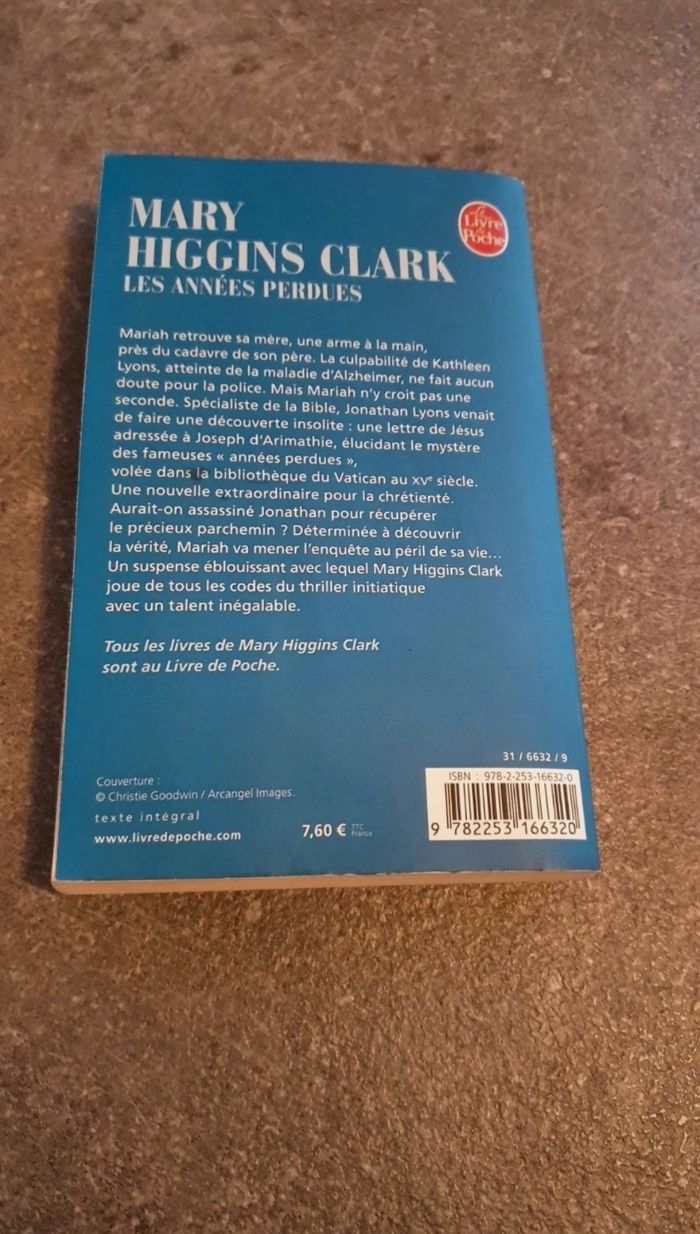 MARY
HIGGINS CLARK
LES ANNÉES PERDUES
Le
Livre
de
Poche
Mariah retrouve sa mère, une arme à la main,
près du cadavre de son père. La culpabilité de Kathleen
Lyons, atteinte de la maladie d'Alzheimer, ne fait aucun
doute pour la police. Mais Mariah n'y croit pas une
seconde. Spécialiste de la Bible, Jonathan Lyons venait
de faire une découverte insolite : une lettre de Jésus
adressée à Joseph d'Arimathie, élucidant le mystère
des fameuses « années perdues »,
volée dans la bibliothèque du Vatican au XVe siècle.
Une nouvelle extraordinaire pour la chrétienté.
Aurait-on assassiné Jonathan pour récupérer
le précieux parchemin ? Déterminée à découvrir
la vérité, Mariah va mener l'enquête au péril de sa vie...
Un suspense éblouissant avec lequel Mary Higgins Clark
joue de tous les codes du thriller initiatique
avec un talent inégalable.
Tous les livres de Mary Higgins Clark
sont au Livre de Poche.
31 / 6632 / 9
Couverture :
© Christie Goodwin / Arcangel Images.
texte intégral
www.livredepoche.com
7,60 € TTC
France
ISBN : 978-2-253-16632-0
9 782253 166320